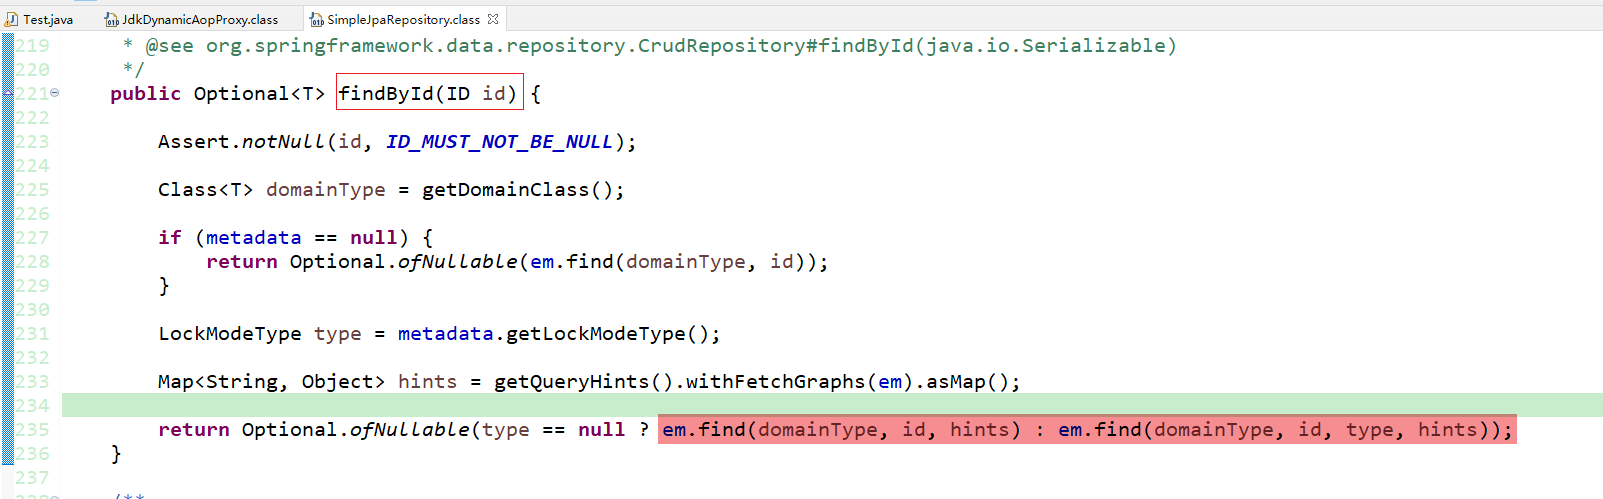 Test.java JdkDynamicAopProxy.class SimpleJpaRepository.class
219 * @see org.springframework.data.repository.CrudRepository#findById(java.io.Serializable)
220 */
221 public Optional<T> findById(ID id) {
222
223 Assert.notNull(id, ID_MUST_NOT_BE_NULL);
224
225 Class<T> domainType = getDomainClass();
226
227 if (metadata == null) {
228 return Optional.ofNullable(em.find(domainType, id));
229 }
230
231 LockModeType type = metadata.getLockModeType();
232
233 Map<String, Object> hints = getQueryHints().withFetchGraphs(em).asMap();
234
235 return Optional.ofNullable(type == null ? em.find(domainType, id, hints) : em.find(domainType, id, type, hints));
236 }
237
/**